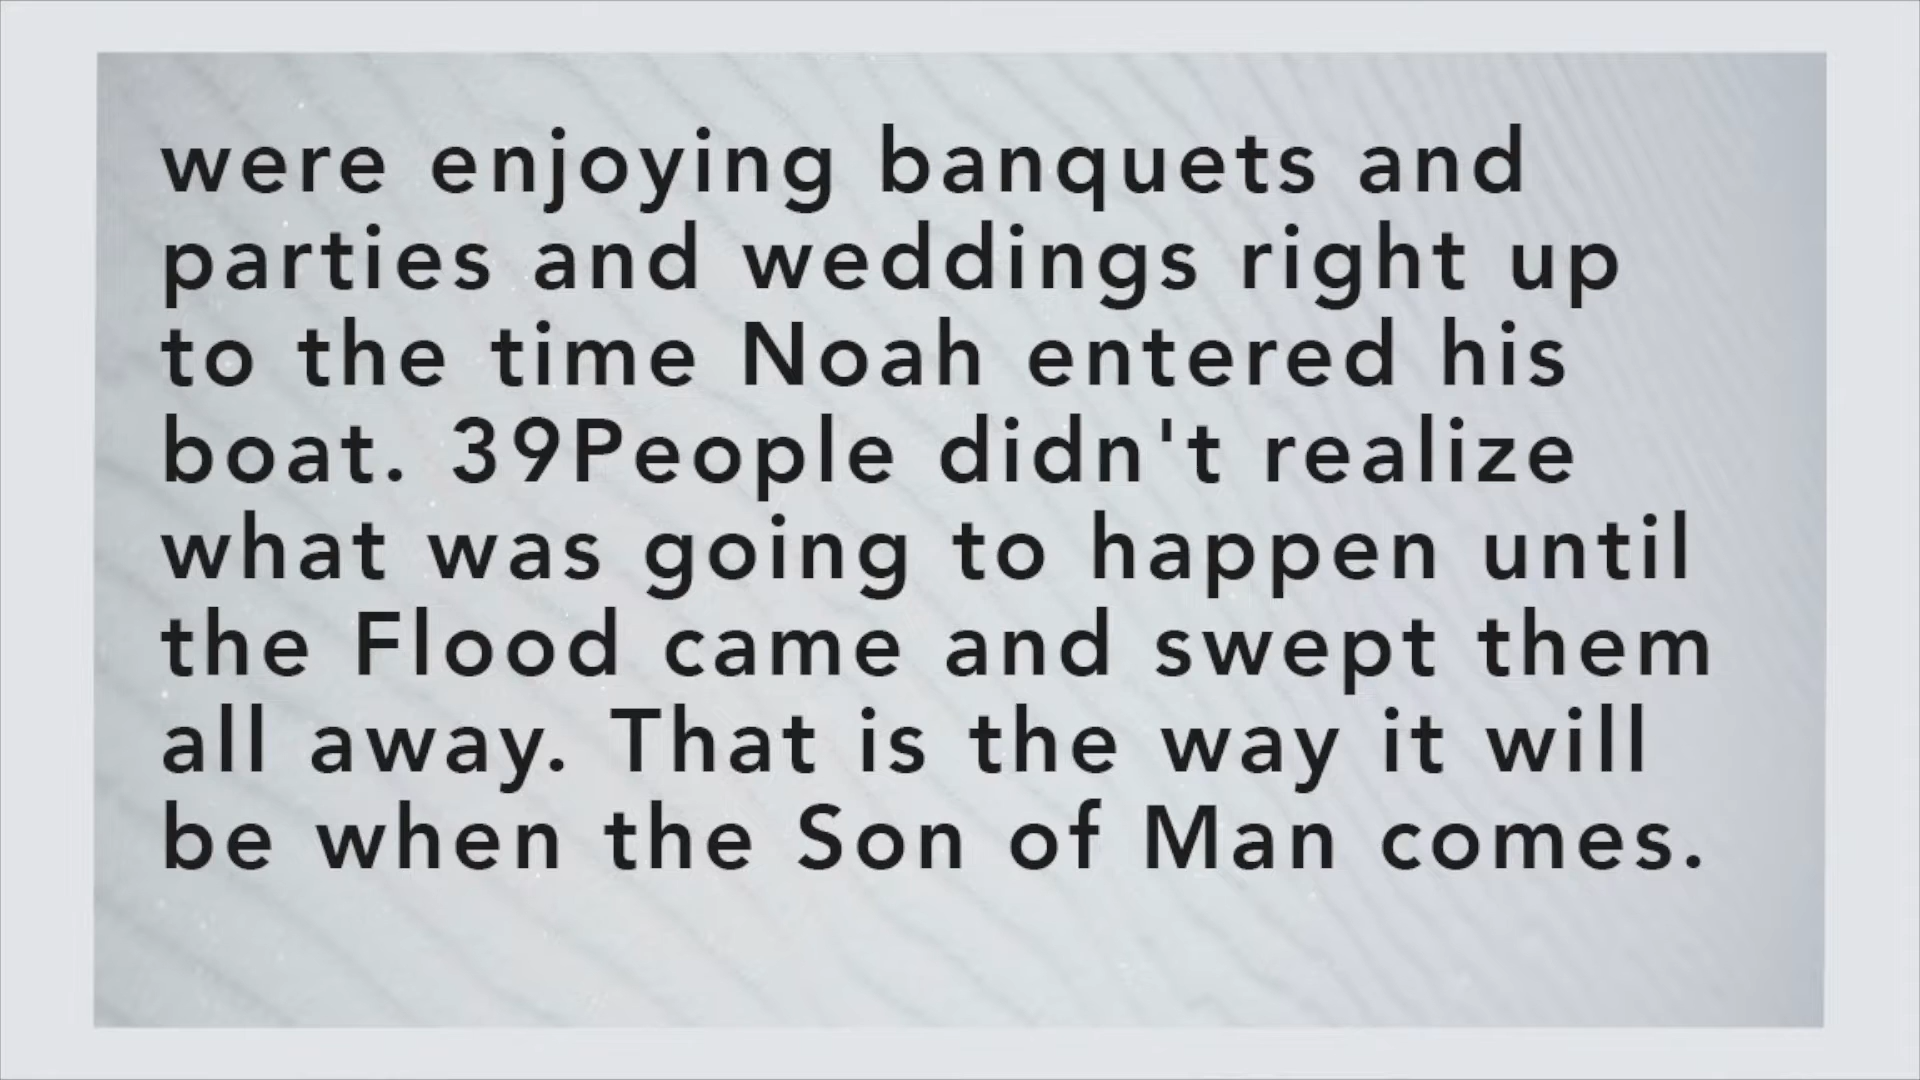 were enjoying banquets and
parties and weddings right up
to the time Noah entered his
boat. 39People didn't realize
what was going to happen until
the Flood came and swept them
all away. That is the way it will
be when the Son of Man comes.